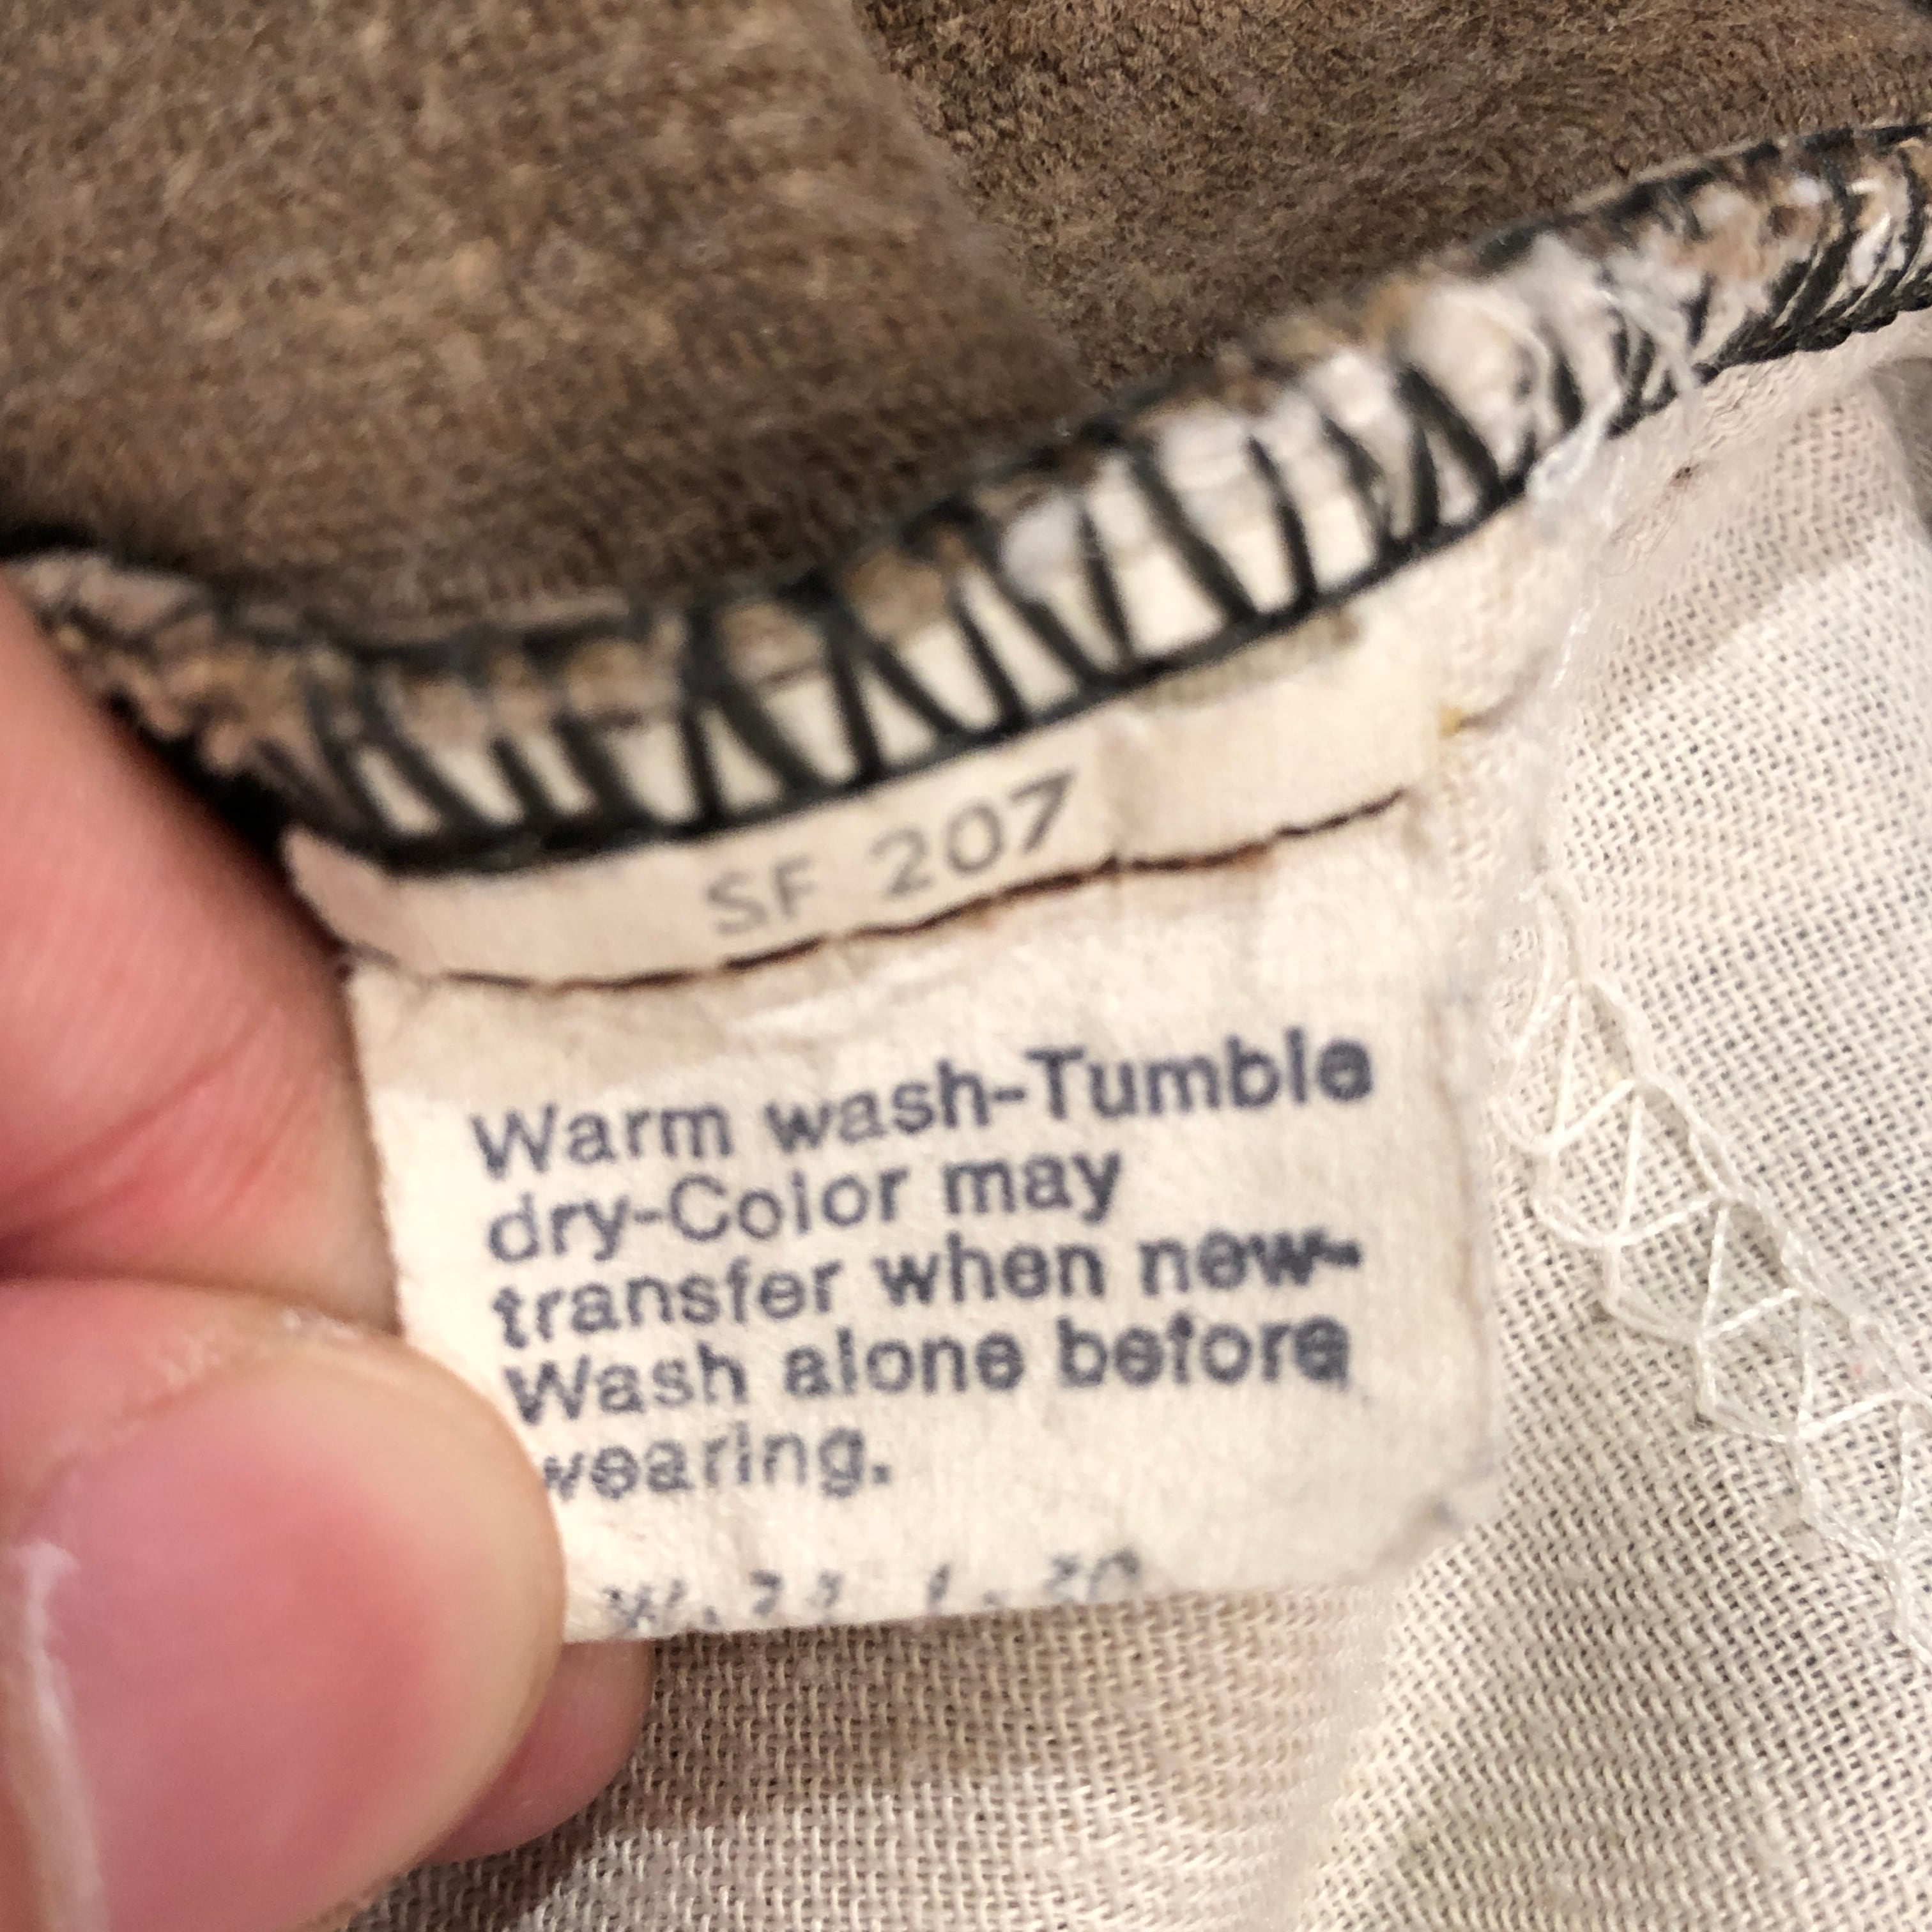 SF 207
Warm wash-Tumble
dry-Color may
transfer when new-
Wash alone before
wearing.